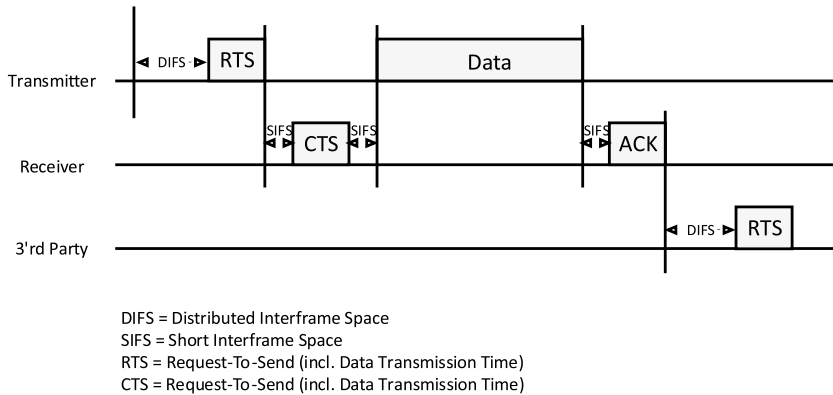 DIFS
RTS
Data
Transmitter
SIFS
CTS
SIFS
SIFS
ACK
Receiver
DIFS
RTS
3'rd Party
DIFS = Distributed Interframe Space
SIFS = Short Interframe Space
RTS = Request-To-Send (incl. Data Transmission Time)
CTS = Request-To-Send (incl. Data Transmission Time)